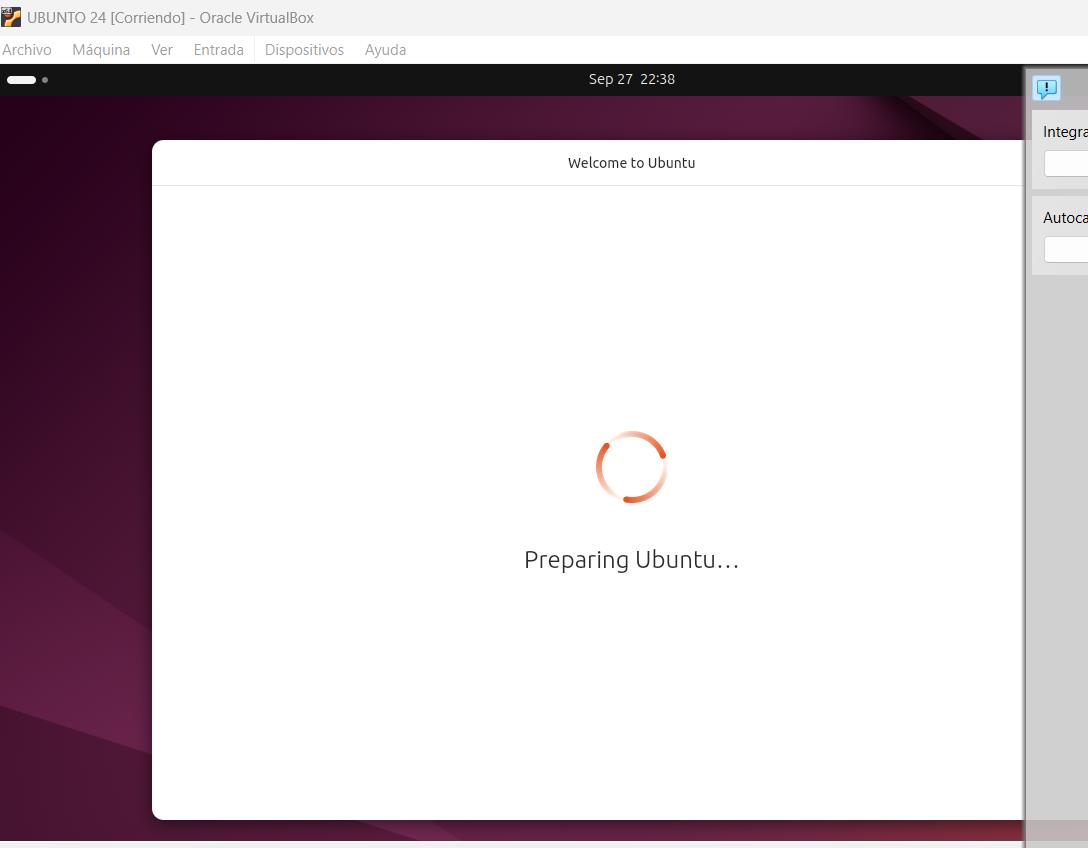 UBUNTO 24 [Corriendo] - Oracle VirtualBox
Archivo Máquina Ver Entrada Dispositivos Ayuda
Sep 27 22:38
Welcome to Ubuntu
Integra
Autoca
Preparing Ubuntu...